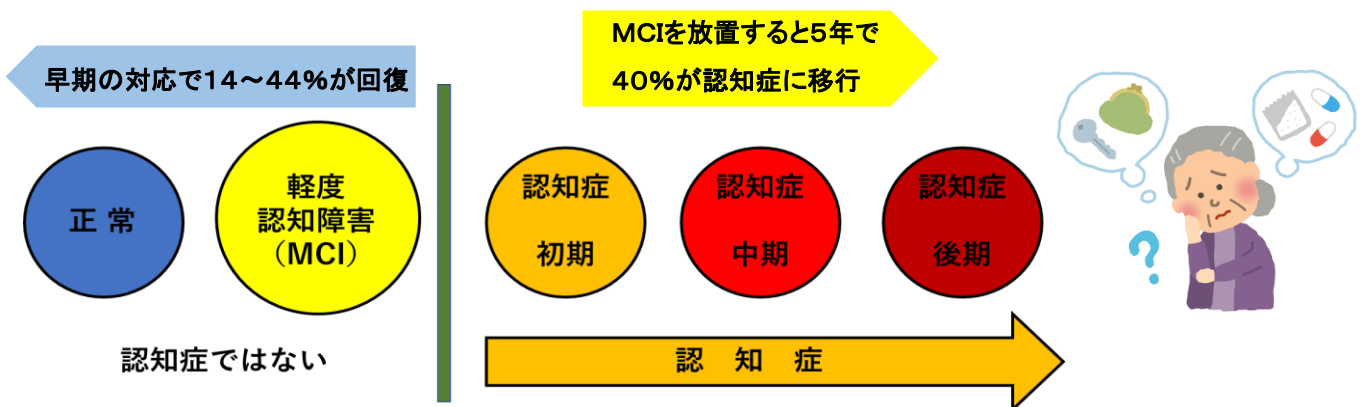 早期の対応で１４～４４％が回復
ＭＣＩを放置すると５年で
４０％が認知症に移行
正 常
軽度
認知障害
（MCI）
認知症
初期
認知症
中期
認知症
後期
?
認知症ではない
認 知 症